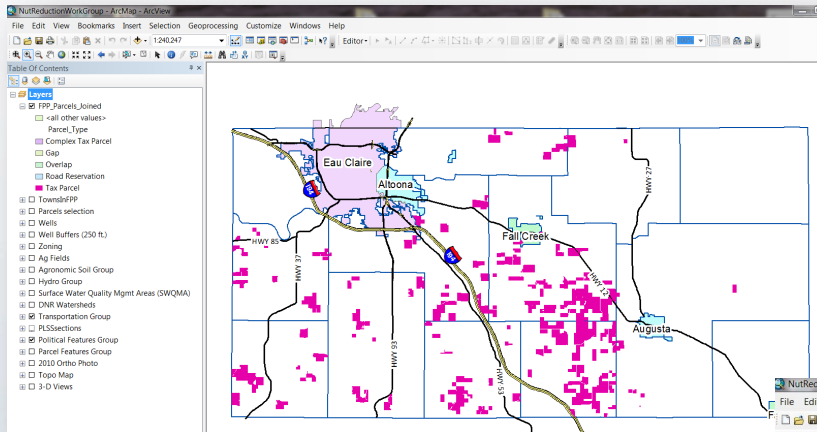 NutReductionWorkGroup - ArcMap - ArcView
File Edit View Bookmarks Insert Selection Geoprocessing Customize Windows Help
1:240,247
Editor
Table Of Contents
Layers
FPP_Parcels_Joined
<all other values>
Parcel_Type
Complex Tax Parcel
Gap
Overlap
Road Reservation
Tax Parcel
TownsInFPP
Parcels selection
Wells
Well Buffers (250 ft.)
Zoning
Ag Fields
Agronomic Soil Group
Hydro Group
Surface Water Quality Mgmt Areas (SWQMA)
DNR Watersheds
Transportation Group
PLSSsections
Political Features Group
Parcel Features Group
2010 Ortho Photo
Topo Map
3-D Views
Eau Claire
Altoona
HWY 27
HWY 85
Fall Creek
HWY 37
HWY 12
Augusta
HWY 93
HWY 53
NutRed
File Edi